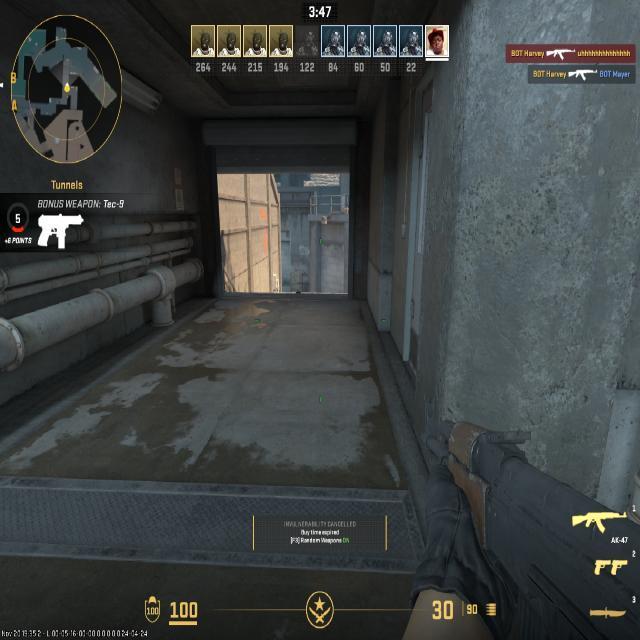 3:47
264 244 215 194 122 84 60 50 22
BOT Harvey uhhhhhhhhhhhhh
BOT Harvey BOT Mayer
B
A
Tunnels
BONUS WEAPON: Tec-9
5
+6 POINTS
INVULNERABILITY CANCELLED
Buy time expired
[F3] Random Weapons ON
1
AK-47
2
3
100 100
30 | 90